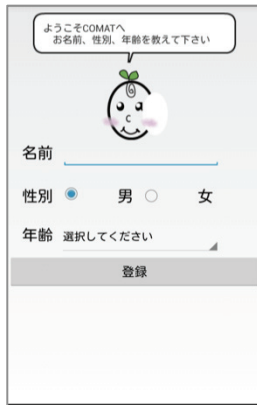 ようこそCOMATへ
お名前、性別、年齢を教えて下さい
名前
性別 男 女
年齢 選択してください
登録